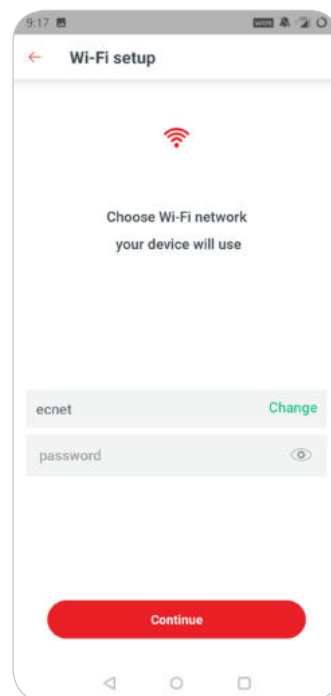 9:17
Wi-Fi setup
Choose Wi-Fi network
your device will use
ecnet Change
password
Continue